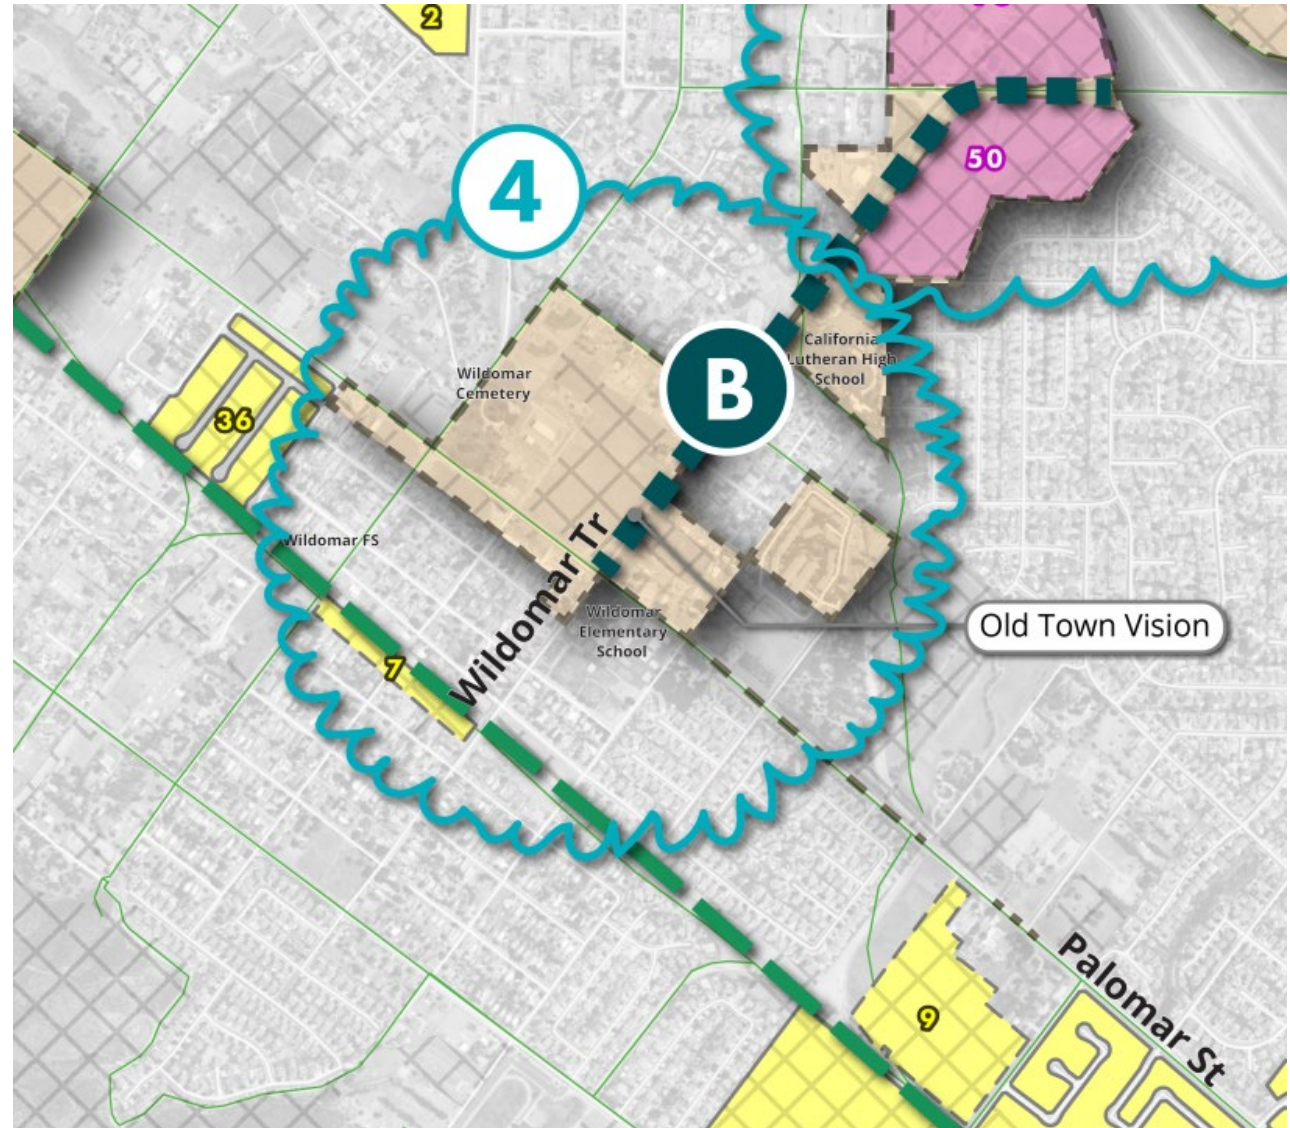 2
50
4
California
Lutheran High
School
Wildomar
Cemetery
B
36
Wildomar FS
Wildomar Tr
Wildomar
Elementary
School
Old Town Vision
7
Palomar St
9